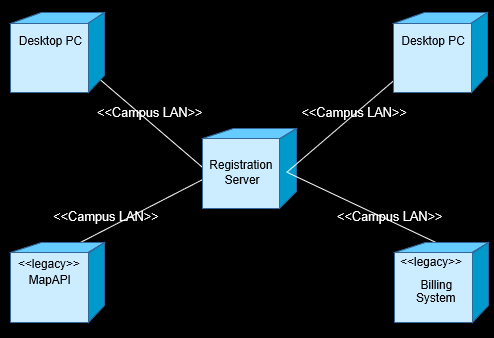 Desktop PC
Desktop PC
<<Campus LAN>>
<<Campus LAN>>
Registration
Server
<<Campus LAN>>
<<Campus LAN>>
<<legacy>>
MapAPI
<<legacy>>
Billing
System